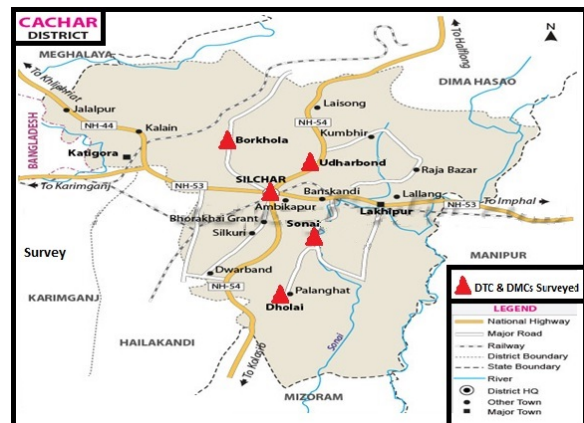 CACHAR
DISTRICT
N
MEGHALAYA
To Khliehriat
To Haflong
DIMA HASAO
Jalalpur
Laisong
NH-54
NH-44
Kalain
Kumbhir
BANGLADESH
Borkhola
Katigora
Udharbond
Raja Bazar
SILCHAR
To Karimganj
NH-53
Banskandi
Lallang
Ambikapur
Lakhipur
NH-53
To Imphal
Bhorakbai Grant
Sonai
Silkuri
Survey
MANIPUR
Dwarband
KARIMGANJ
NH-54
Palanghat
Dholai
DTC & DMCs Surveyed
HAILAKANDI
Sonai
To Kalajo
MIZORAM
LEGEND
National Highway
Major Road
Railway
District Boundary
State Boundary
River
District HQ
Other Town
Major Town